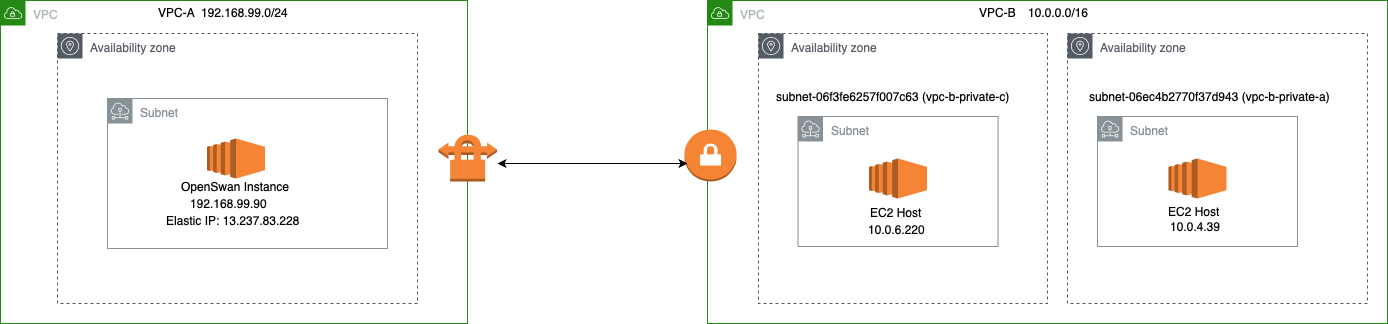 VPC
VPC-A 192.168.99.0/24
Availability zone
Subnet
OpenSwan Instance
192.168.99.90
Elastic IP: 13.237.83.228
VPC
VPC-B 10.0.0.0/16
Availability zone
subnet-06f3fe6257f007c63 (vpc-b-private-c)
Subnet
EC2 Host
10.0.6.220
Availability zone
subnet-06ec4b2770f37d943 (vpc-b-private-a)
Subnet
EC2 Host
10.0.4.39